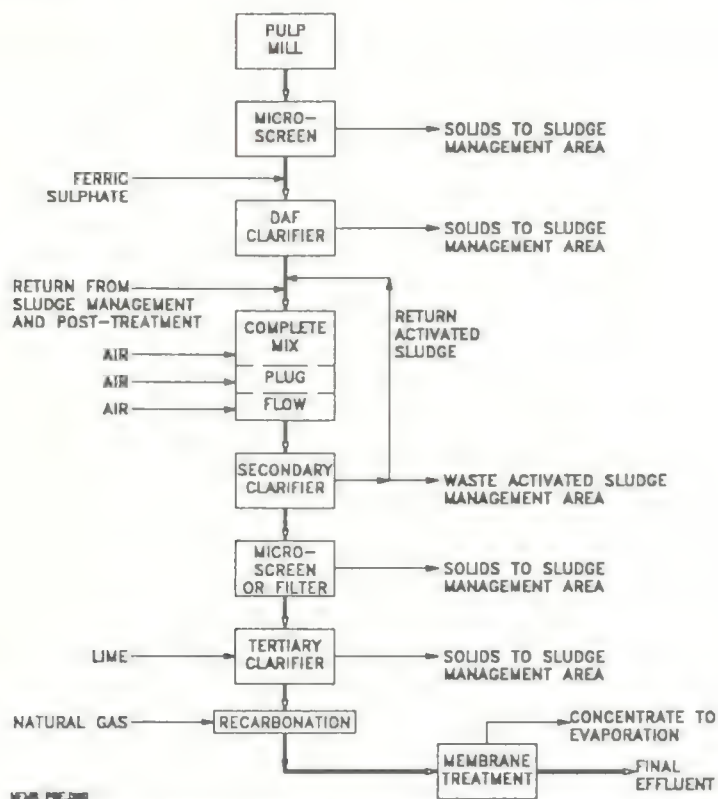 PULP
MILL
MICRO-
SCREEN
SOLIDS TO SLUDGE
MANAGEMENT AREA
FERRIC
SULPHATE
DAF
CLARIFIER
SOLIDS TO SLUDGE
MANAGEMENT AREA
RETURN FROM
SLUDGE MANAGEMENT
AND POST-TREATMENT
RETURN
ACTIVATED
SLUDGE
COMPLETE
MIX
AIR
PLUG
AIR
FLOW
AIR
SECONDARY
CLARIFIER
WASTE ACTIVATED SLUDGE
MANAGEMENT AREA
MICRO-
SCREEN
OR FILTER
SOLIDS TO SLUDGE
MANAGEMENT AREA
LIME
TERTIARY
CLARIFIER
SOLIDS TO SLUDGE
MANAGEMENT AREA
NATURAL GAS
RECARBONATION
CONCENTRATE TO
EVAPORATION
MEMBRANE
TREATMENT
FINAL
EFFLUENT